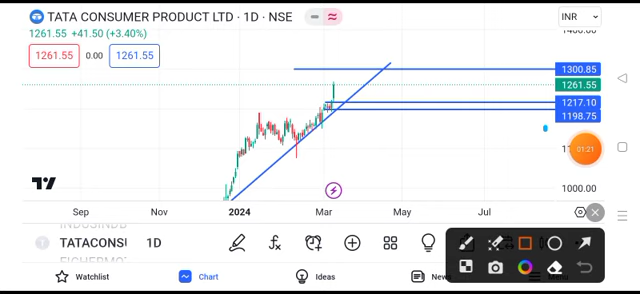 TATA CONSUMER PRODUCT LTD · 1D · NSE
INR
1261.55 +41.50 (+3.40%)
1261.55 0.00 1261.55
1300.85
1261.55
1217.10
1198.75
01:21
1000.00
Sep Nov 2024 Mar May Jul
TATACONSU 1D
Watchlist Chart Ideas News